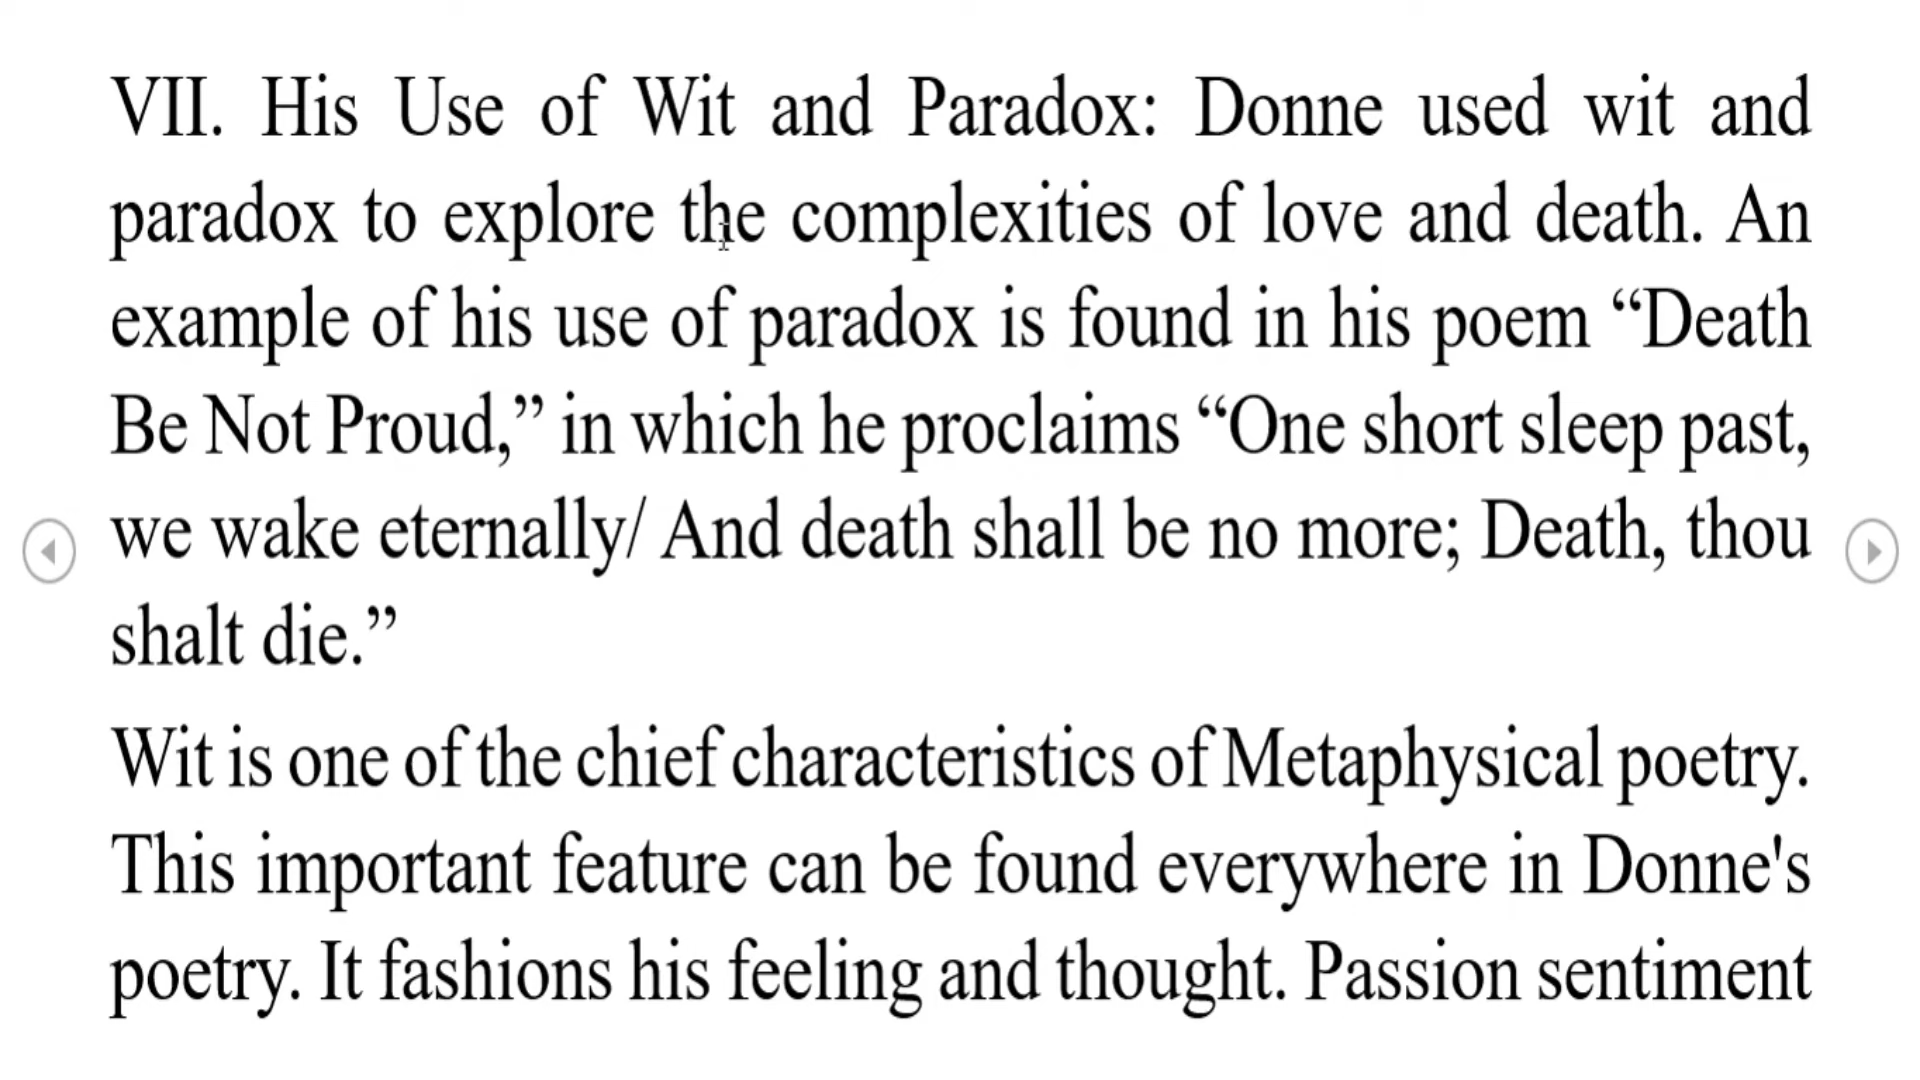 VII. His Use of Wit and Paradox: Donne used wit and
paradox to explore the complexities of love and death. An
example of his use of paradox is found in his poem “Death
Be Not Proud,” in which he proclaims “One short sleep past,
we wake eternally/ And death shall be no more; Death, thou
shalt die.”
Wit is one of the chief characteristics of Metaphysical poetry.
This important feature can be found everywhere in Donne's
poetry. It fashions his feeling and thought. Passion sentiment